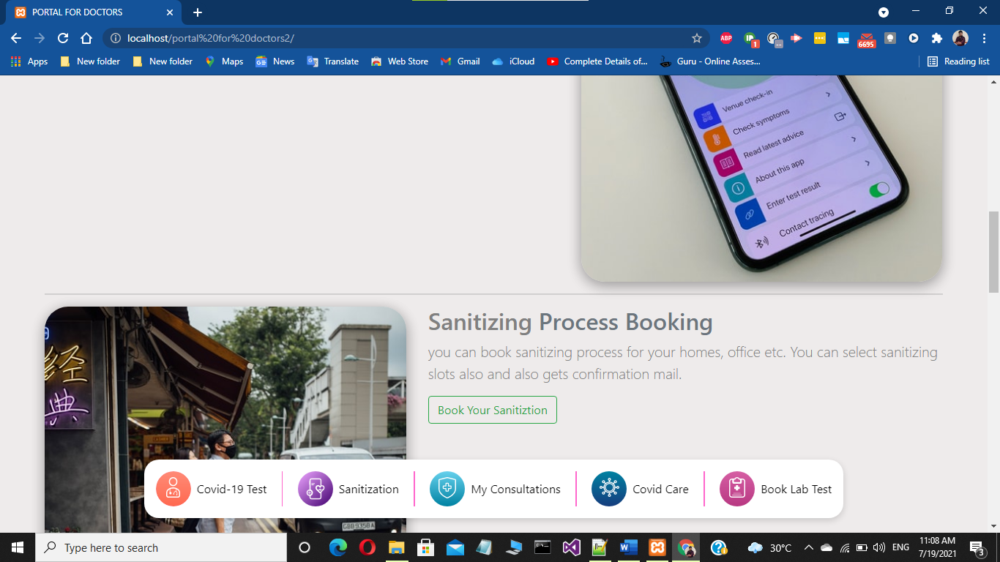 PORTAL FOR DOCTORS
localhost/portal%20for%20doctors2/
ABP
1
6695
Apps
New folder
New folder
Maps
News
Translate
Web Store
Gmail
iCloud
Complete Details of...
Guru - Online Asses...
Reading list
Venue check-in
Check symptoms
Read latest advice
About this app
Enter test result
Contact tracing
Sanitizing Process Booking
you can book sanitizing process for your homes, office etc. You can select sanitizing
slots also and also gets confirmation mail.
Book Your Sanitiztion
经
典
Covid-19 Test
Sanitization
My Consultations
Covid Care
Book Lab Test
GBB9358A
Type here to search
30°C
ENG
11:08 AM
7/19/2021
3